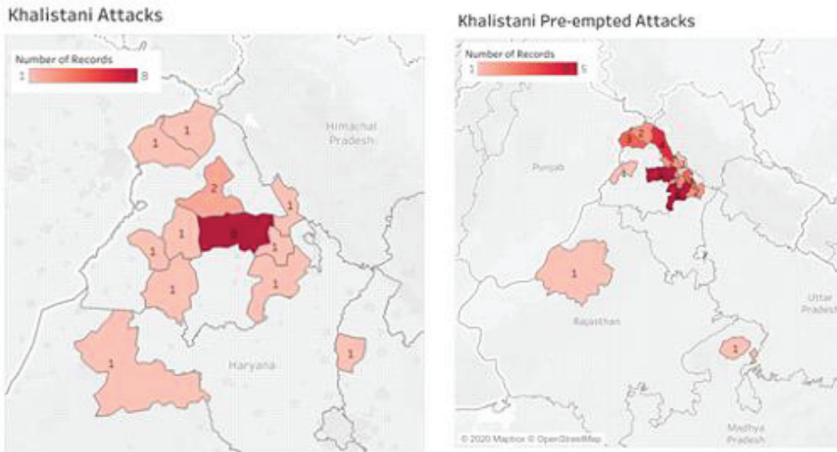 Khalistani Attacks
Number of Records
1 8
1
1
Himachal
Pradesh
2
1
1
1
8
1
1
1
1
Haryana
1
Khalistani Pre-empted Attacks
Number of Records
1 5
2
Punjab
1
Rajasthan
Uttar
Pradesh
1
Madhya
Pradesh
© 2020 Mapbox © OpenStreetMap